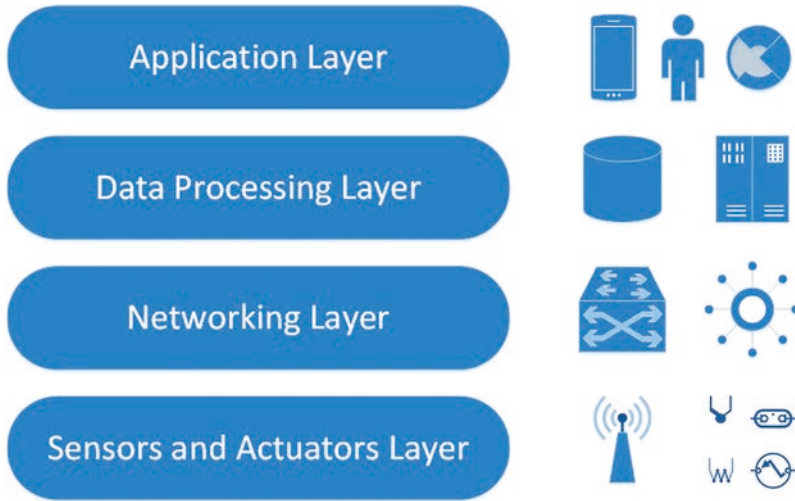 Application Layer
Data Processing Layer
Networking Layer
Sensors and Actuators Layer